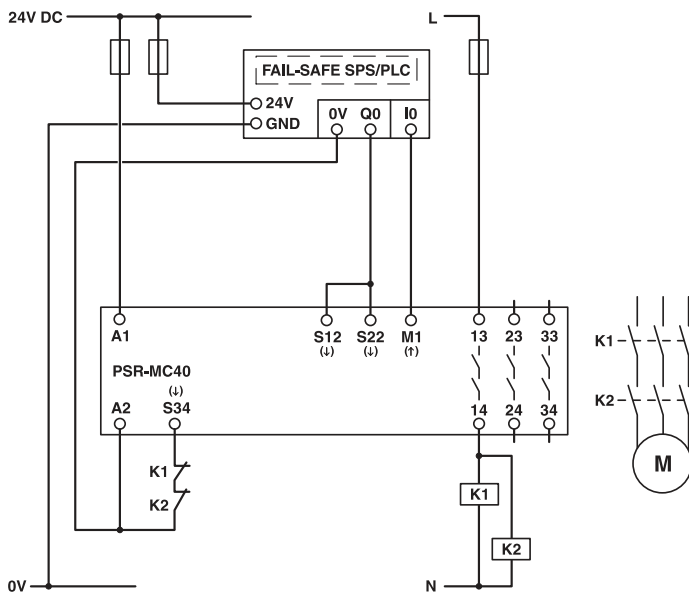 24V DC
L
FAIL-SAFE SPS/PLC
24V
GND
0V Q0 I0
A1
S12 (↓)
S22 (↓)
M1 (↑)
13 23 33
PSR-MC40
(↓)
A2 S34
14 24 34
K1
K2
K1
K2
K1
K2
M
0V
N